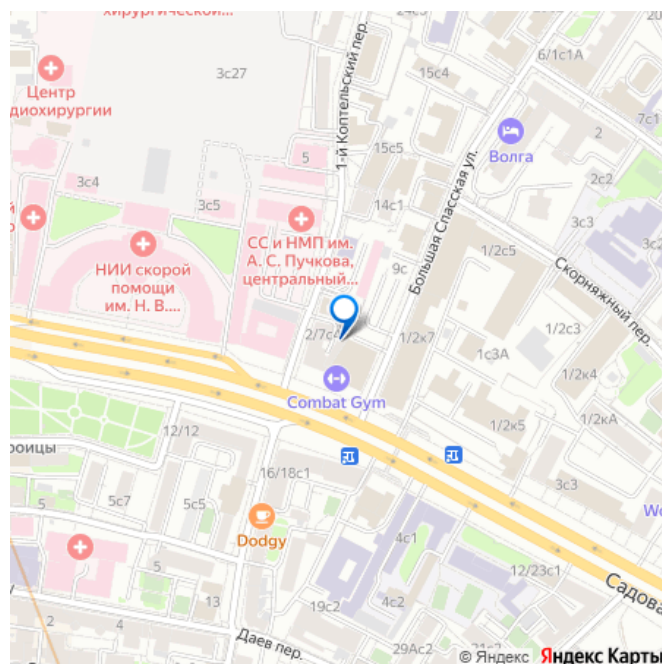 хирургической...
24с3
3с27
1-й Коптельский пер.
15с4
6/1с1А
Центр
диохирургии
7с1
2
Волга
15с5
5
2с2
3с4
3с5
14с1
3с3
3с2
Большая Спасская ул.
СС и НМП им.
А. С. Пучкова,
центральный...
НИИ скорой
помощи
им. Н. В....
9с
1/2с5
Скорняжный пер.
2/7с4
1/2к7
1/2с3
1с3А
1/2к4
Combat Gym
1/2кА
12/12
1/2к5
роицы
16/18с1
5с7
5с5
3с3
Wo
Dodgy
4с1
12/23с1
Садова
13
4с2
19с2
2
4
Даев пер.
29Ас2
21с2
© Яндекс Яндекс Карты